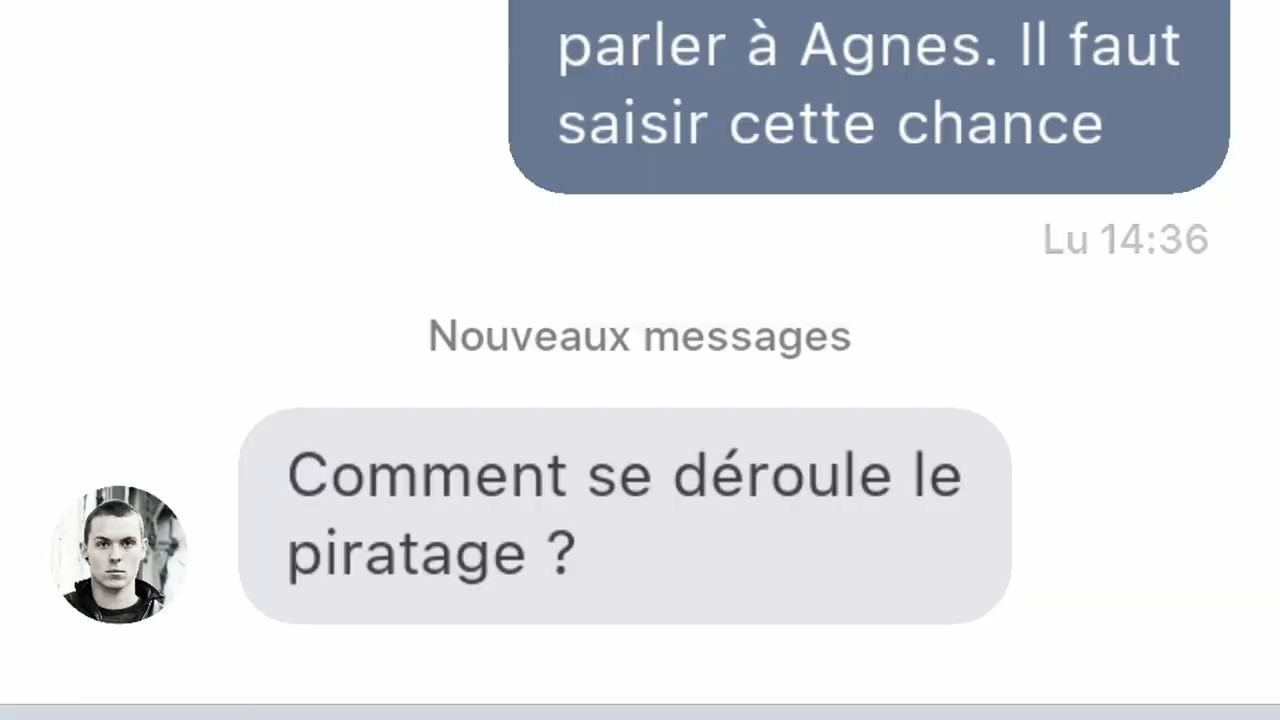 parler à Agnes. Il faut
saisir cette chance
Lu 14:36
Nouveaux messages
Comment se déroule le
piratage ?